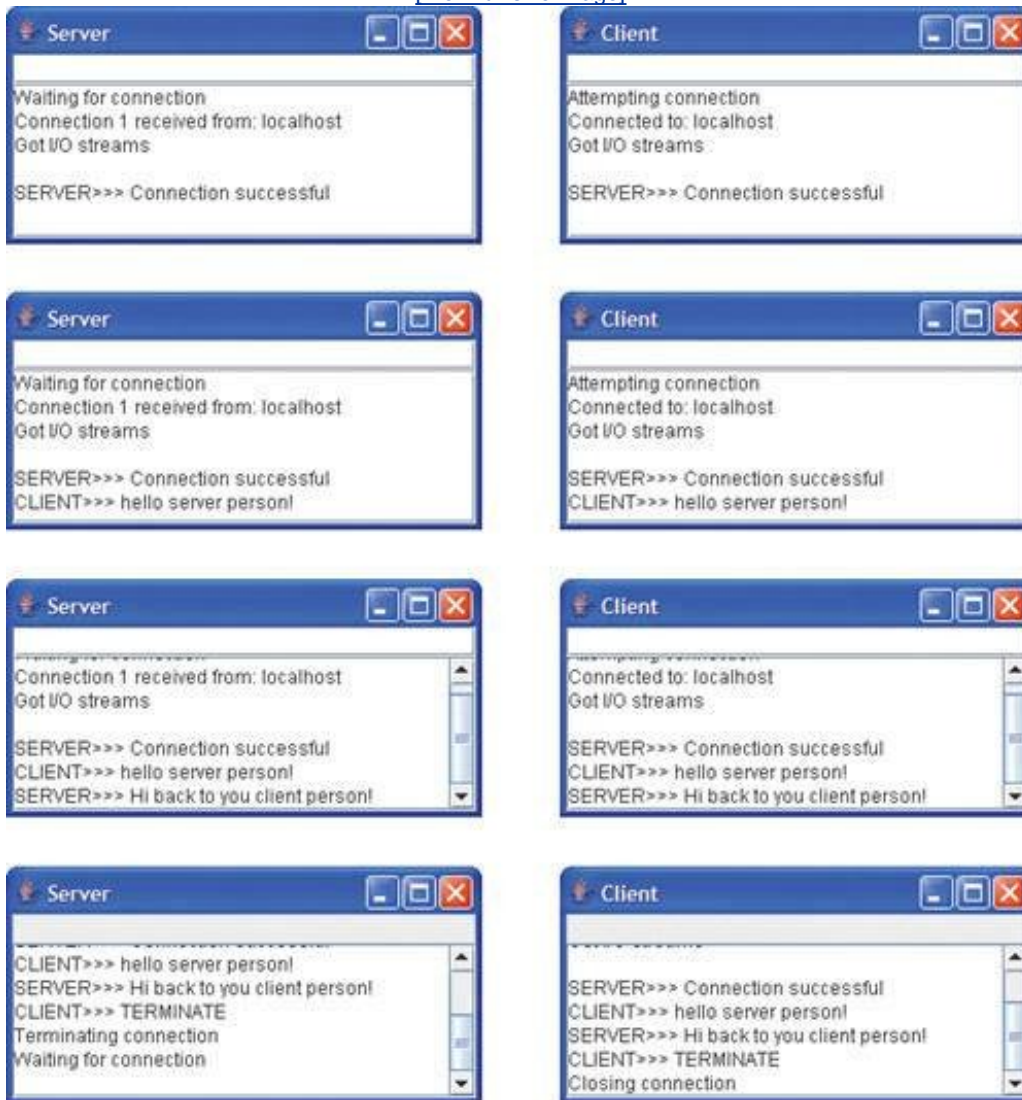 Server
Waiting for connection
Connection 1 received from: localhost
Got I/O streams
SERVER>>> Connection successful
Client
Attempting connection
Connected to: localhost
Got I/O streams
SERVER>>> Connection successful
Server
Waiting for connection
Connection 1 received from: localhost
Got I/O streams
SERVER>>> Connection successful
CLIENT>>> hello server person!
Client
Attempting connection
Connected to: localhost
Got I/O streams
SERVER>>> Connection successful
CLIENT>>> hello server person!
Server
Connection 1 received from: localhost
Got I/O streams
SERVER>>> Connection successful
CLIENT>>> hello server person!
SERVER>>> Hi back to you client person!
Client
Connected to: localhost
Got I/O streams
SERVER>>> Connection successful
CLIENT>>> hello server person!
SERVER>>> Hi back to you client person!
Server
CLIENT>>> hello server person!
SERVER>>> Hi back to you client person!
CLIENT>>> TERMINATE
Terminating connection
Waiting for connection
Client
SERVER>>> Connection successful
CLIENT>>> hello server person!
SERVER>>> Hi back to you client person!
CLIENT>>> TERMINATE
Closing connection